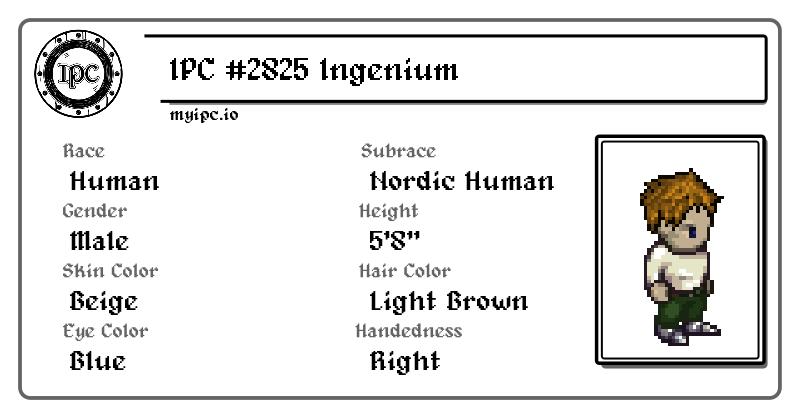 IPC
IPC #2825 Ingenium
myipc.io
Race
Human
Subrace
Nordic Human
Gender
Male
Height
5'8"
Skin Color
Beige
Hair Color
Light Brown
Eye Color
Blue
Handedness
Right